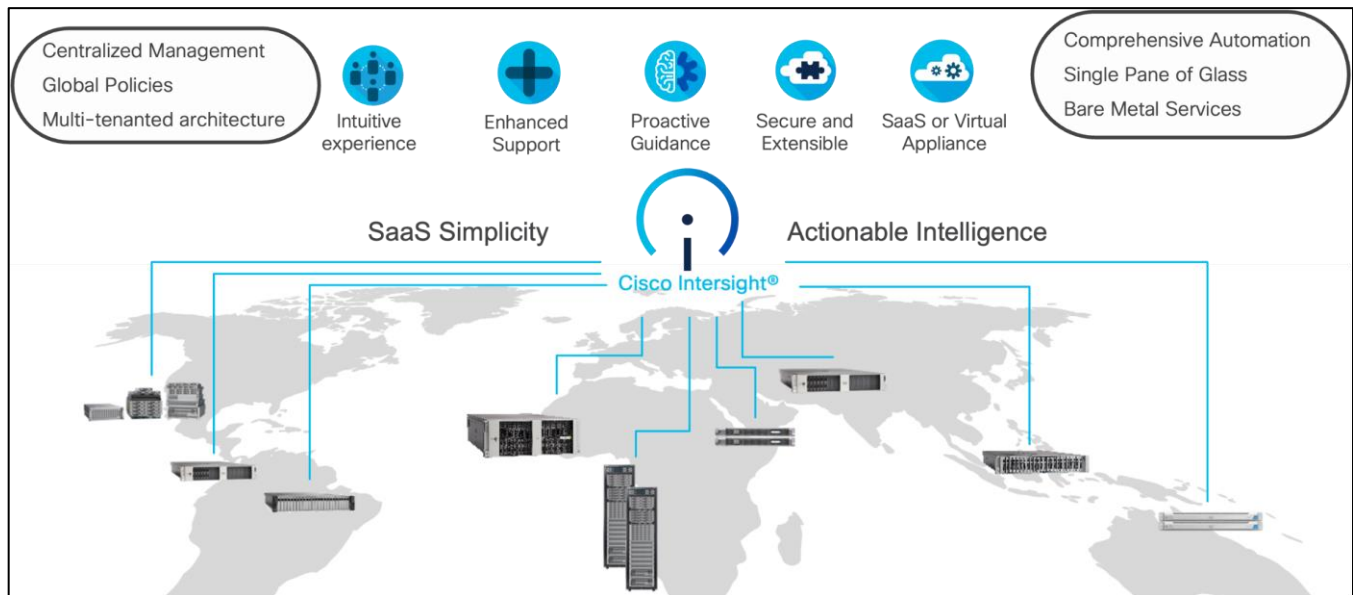 Centralized Management
Global Policies
Multi-tenanted architecture
Intuitive
experience
Enhanced
Support
Proactive
Guidance
Secure and
Extensible
SaaS or Virtual
Appliance
Comprehensive Automation
Single Pane of Glass
Bare Metal Services
SaaS Simplicity
Actionable Intelligence
Cisco Intersight®